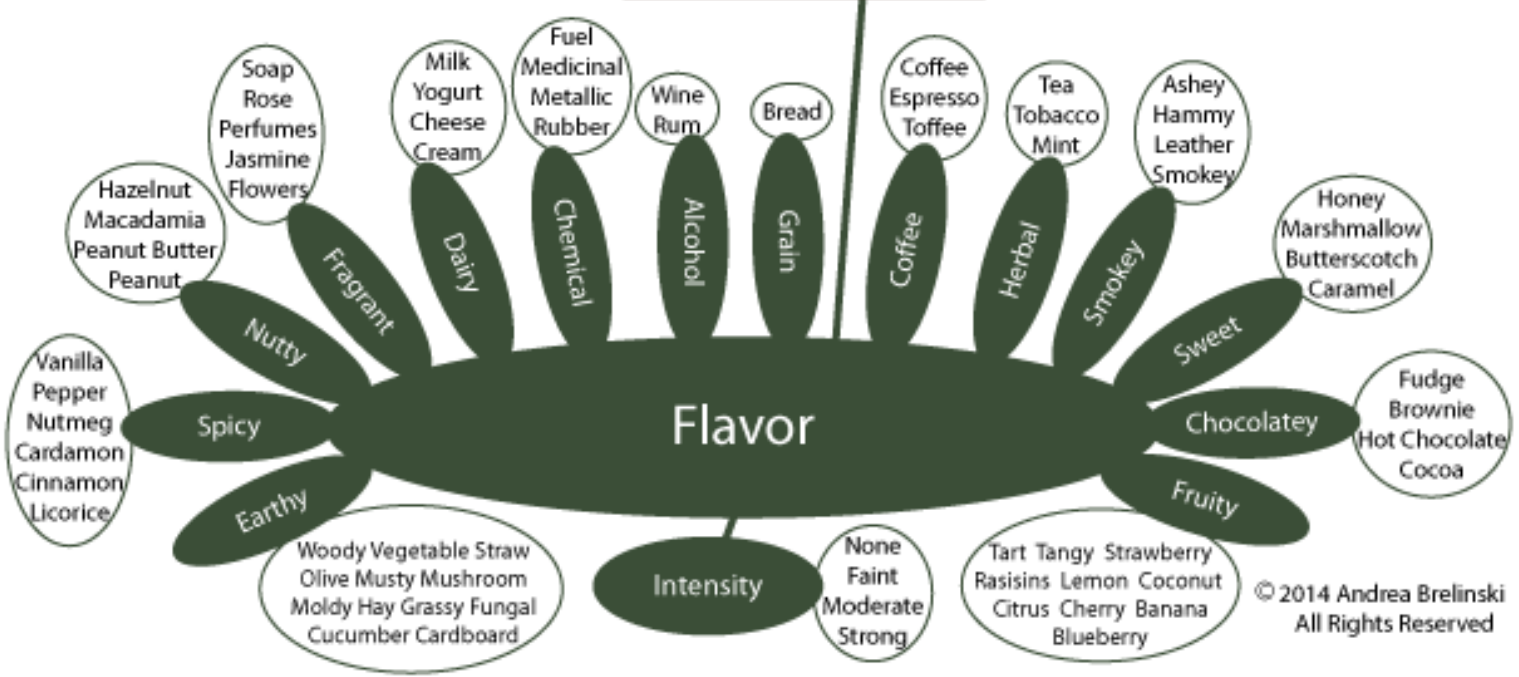 Vanilla
Pepper
Nutmeg
Cardamon
Cinnamon
Licorice
Spicy
Hazelnut
Macadamia
Peanut Butter
Peanut
Nutty
Soap
Rose
Perfumes
Jasmine
Flowers
Fragrant
Milk
Yogurt
Cheese
Cream
Dairy
Fuel
Medicinal
Metallic
Rubber
Chemical
Wine
Rum
Alcohol
Bread
Grain
Coffee
Espresso
Toffee
Coffee
Tea
Tobacco
Mint
Herbal
Ashey
Hammy
Leather
Smokey
Smokey
Honey
Marshmallow
Butterscotch
Caramel
Sweet
Fudge
Brownie
Hot Chocolate
Cocoa
Chocolatey
Flavor
Earthy
Woody Vegetable Straw
Olive Musty Mushroom
Moldy Hay Grassy Fungal
Cucumber Cardboard
Intensity
None
Faint
Moderate
Strong
Fruity
Tart Tangy Strawberry
Rasisins Lemon Coconut
Citrus Cherry Banana
Blueberry
© 2014 Andrea Brelinski
All Rights Reserved